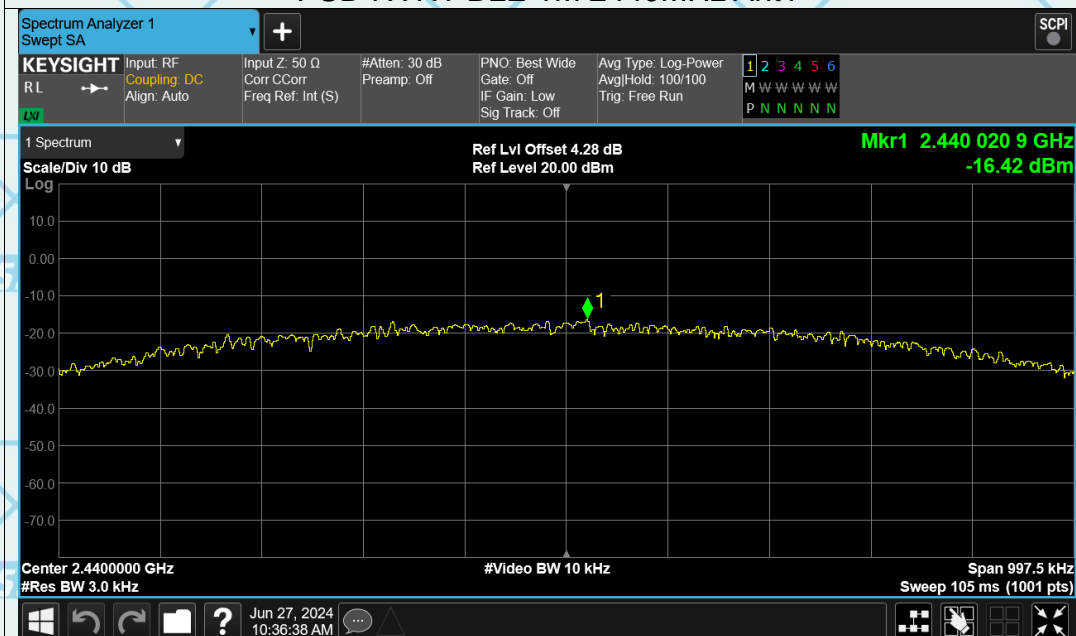 Spectrum Analyzer 1
Swept SA
SCPI
KEYSIGHT
R L
LXI
Input: RF
Coupling: DC
Align: Auto
Input Z: 50 Ω
Corr CCorr
Freq Ref: Int (S)
#Atten: 30 dB
Preamp: Off
PNO: Best Wide
Gate: Off
IF Gain: Low
Sig Track: Off
Avg Type: Log-Power
Avg|Hold: 100/100
Trig: Free Run
1 2 3 4 5 6
M W W W W W
P N N N N N
1 Spectrum
Scale/Div 10 dB
Ref Lvl Offset 4.28 dB
Ref Level 20.00 dBm
Mkr1 2.440 020 9 GHz
-16.42 dBm
Log
10.0
0.00
-10.0
-20.0
-30.0
-40.0
-50.0
-60.0
-70.0
1
Center 2.4400000 GHz
#Res BW 3.0 kHz
#Video BW 10 kHz
Span 997.5 kHz
Sweep 105 ms (1001 pts)
?
Jun 27, 2024
10:36:38 AM